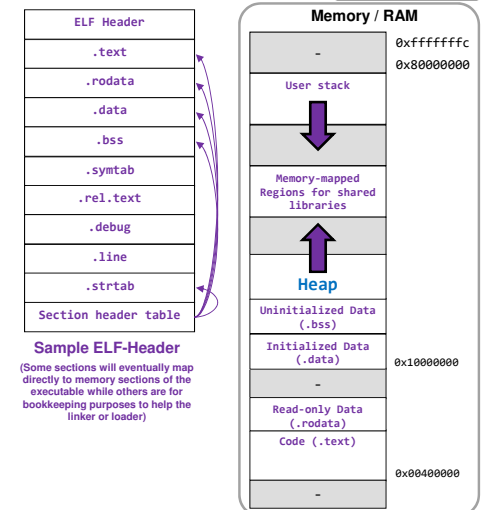 ELF Header
.text
.rodata
.data
.bss
.symtab
.rel.text
.debug
.line
.strtab
Section header table
Sample ELF-Header
(Some sections will eventually map
directly to memory sections of the
executable while others are for
bookkeeping purposes to help the
linker or loader)
Memory / RAM
-
0xfffffffc
0x80000000
User stack
Memory-mapped
Regions for shared
libraries
Heap
Uninitialized Data
(.bss)
Initialized Data
(.data)
0x10000000
-
Read-only Data
(.rodata)
Code (.text)
0x00400000
-